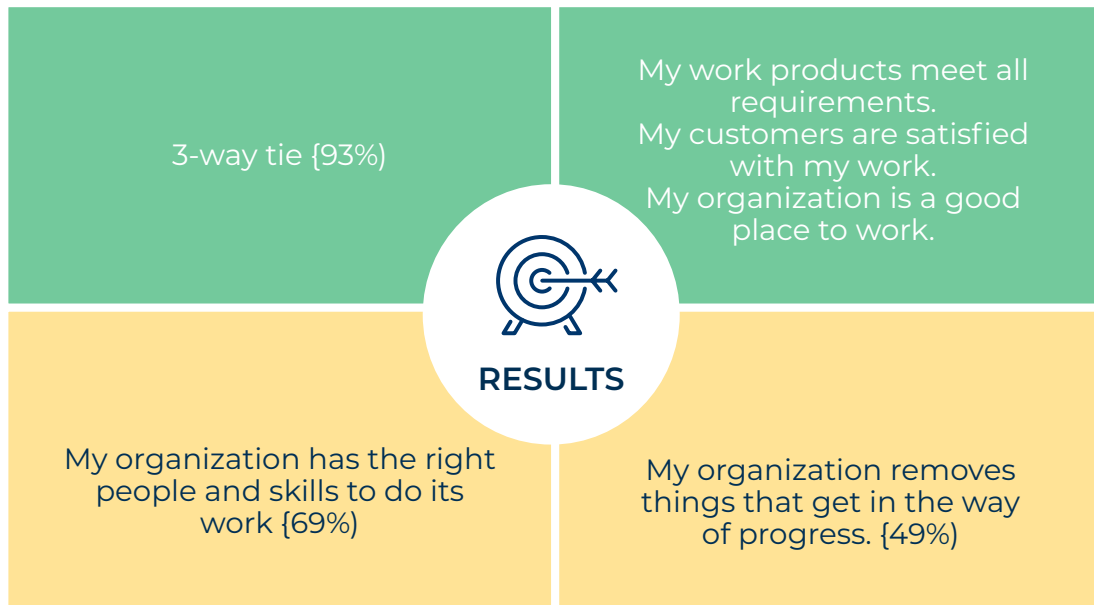 3-way tie {93%)
My work products meet all
requirements.
My customers are satisfied
with my work.
My organization is a good
place to work.
RESULTS
My organization has the right
people and skills to do its
work {69%)
My organization removes
things that get in the way
of progress. {49%)